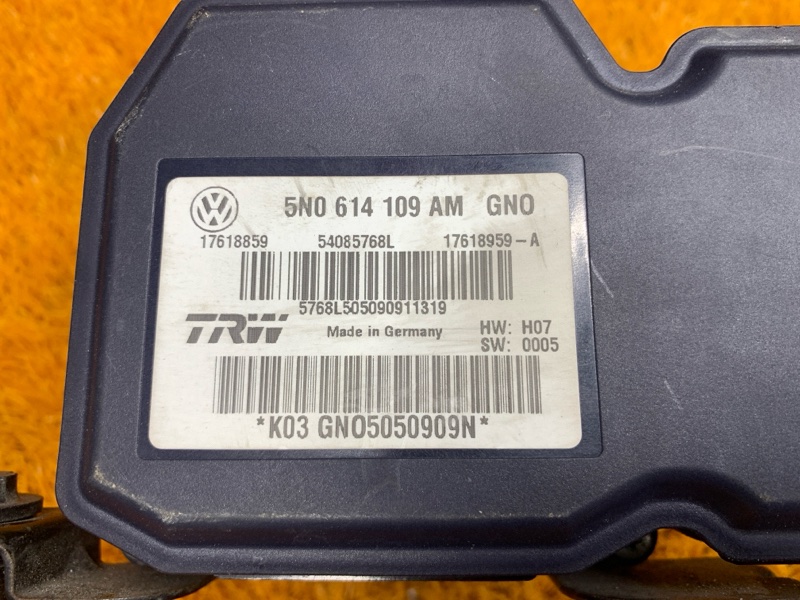 VW 5N0 614 109 AM GNO
17618859 54085768L 17618959-A
5768L505090911319
TRW Made in Germany HW: H07
SW: 0005
*K03 GNO5050909N*